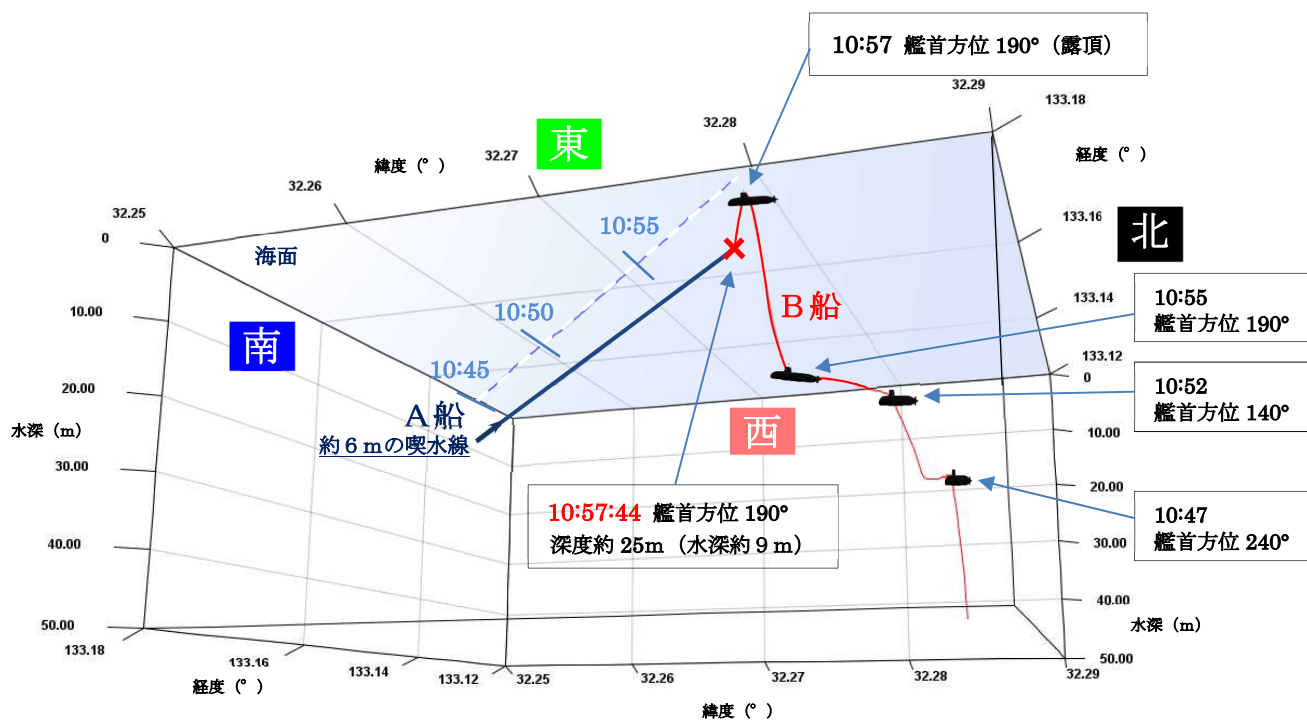 10:57 艦首方位 190°（露頂）
32.29
133.18
32.28
東
緯度（°）
32.27
経度（°）
32.26
133.16
32.25
10:55
北
0
海面
10:55
艦首方位 190°
10.00
10:50
B船
133.14
南
133.12
0
10:45
20.00
10:52
艦首方位 140°
A船
約6mの喫水線
西
水深（m）
10.00
30.00
20.00
10:57:44 艦首方位 190°
深度約 25m（水深約 9 m）
10:47
艦首方位 240°
40.00
30.00
40.00
水深（m）
50.00
50.00
133.18
133.16
133.14
133.12
32.25
32.26
32.27
32.28
32.29
経度（°）
緯度（°）